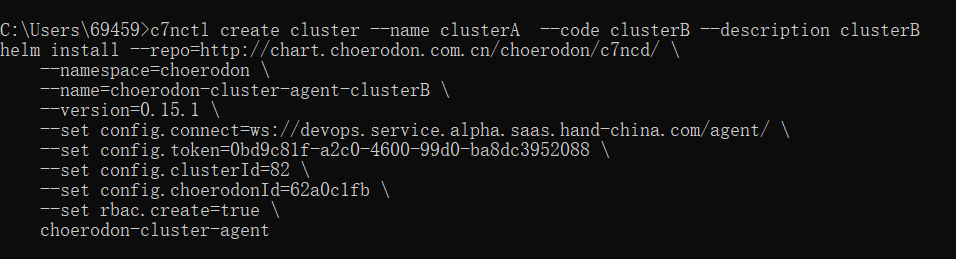 C:\Users\69459>c7nctl create cluster --name clusterA  --code clusterB --description clusterB
helm install --repo=http://chart.choerodon.com.cn/choerodon/c7ncd/ \
    --namespace=choerodon \
    --name=choerodon-cluster-agent-clusterB \
    --version=0.15.1 \
    --set config.connect=ws://devops.service.alpha.saas.hand-china.com/agent/ \
    --set config.token=0bd9c81f-a2c0-4600-99d0-ba8dc3952088 \
    --set config.clusterId=82 \
    --set config.choerodonId=62a0c1fb \
    --set rbac.create=true \
    choerodon-cluster-agent